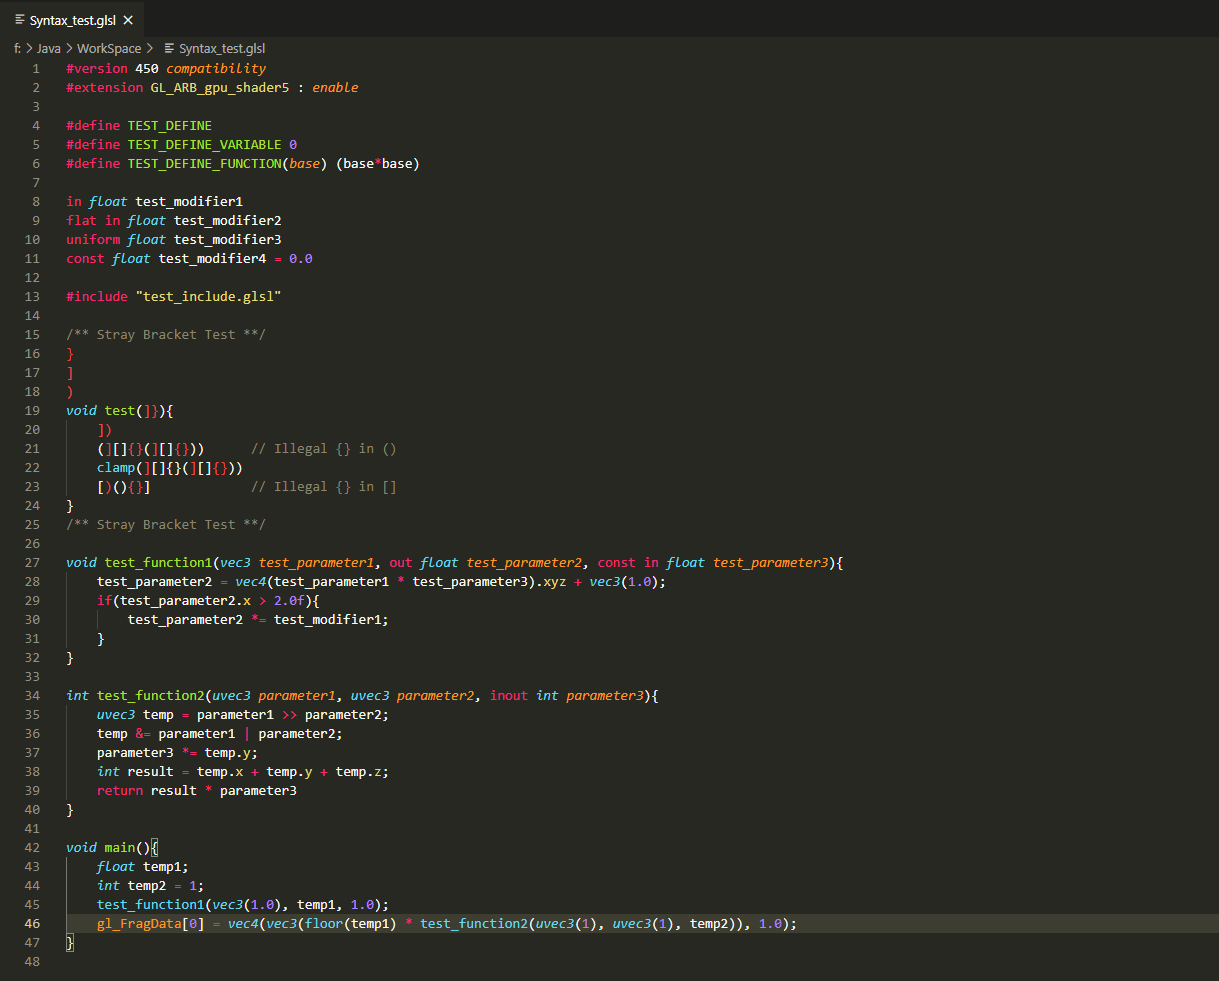 Syntax_test.glsl ×
f: > Java > WorkSpace > Syntax_test.glsl
1 #version 450 compatibility
2 #extension GL_ARB_gpu_shader5 : enable
3
4 #define TEST_DEFINE
5 #define TEST_DEFINE_VARIABLE 0
6 #define TEST_DEFINE_FUNCTION(base) (base*base)
7
8 in float test_modifier1
9 flat in float test_modifier2
10 uniform float test_modifier3
11 const float test_modifier4 = 0.0
12
13 #include "test_include.glsl"
14
15 /** Stray Bracket Test **/
16 }
17 ]
18 )
19 void test(]}){
20     ])
21     (][]{}(][]{}))      // Illegal {} in ()
22     clamp(][]{}(][]{}))
23     [)(){}]             // Illegal {} in []
24 }
25 /** Stray Bracket Test **/
26
27 void test_function1(vec3 test_parameter1, out float test_parameter2, const in float test_parameter3){
28     test_parameter2 = vec4(test_parameter1 * test_parameter3).xyz + vec3(1.0);
29     if(test_parameter2.x > 2.0f){
30         test_parameter2 *= test_modifier1;
31     }
32 }
33
34 int test_function2(uvec3 parameter1, uvec3 parameter2, inout int parameter3){
35     uvec3 temp = parameter1 >> parameter2;
36     temp &= parameter1 | parameter2;
37     parameter3 *= temp.y;
38     int result = temp.x + temp.y + temp.z;
39     return result * parameter3
40 }
41
42 void main(){
43     float temp1;
44     int temp2 = 1;
45     test_function1(vec3(1.0), temp1, 1.0);
46     gl_FragData[0] = vec4(vec3(floor(temp1) * test_function2(uvec3(1), uvec3(1), temp2)), 1.0);
47 }
48